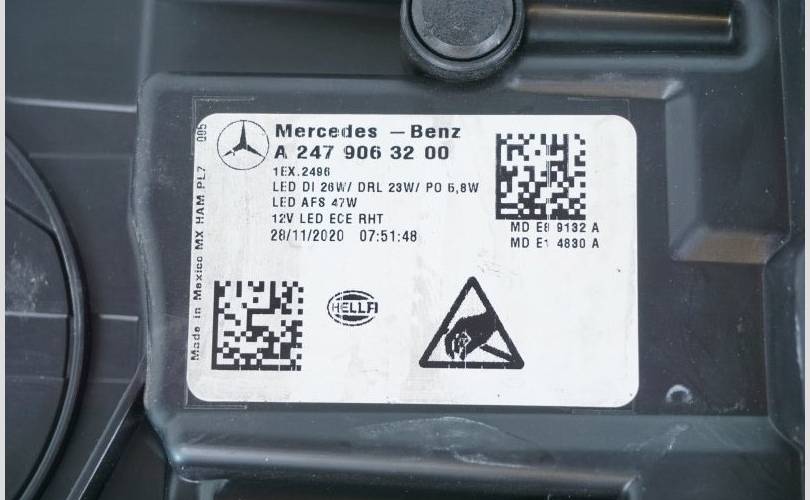 Mercedes – Benz
A 247 906 32 00
1EX.2496
LED DI 26W/ DRL 23W/ PO 6,8W
LED AFS 47W
12V LED ECE RHT
28/11/2020 07:51:48
MD E8 9132 A
MD E1 4830 A
HELLA
Made in Mexico MX HAM PL7 005